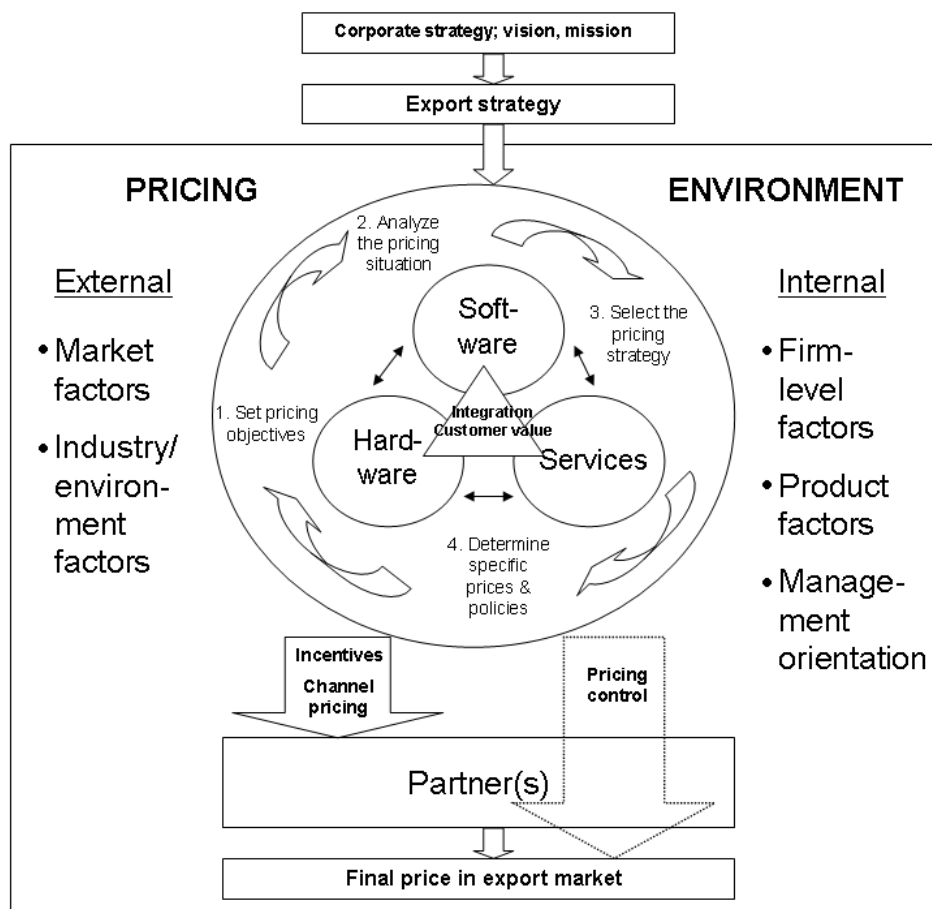 Corporate strategy; vision, mission
Export strategy
PRICING
ENVIRONMENT
External
• Market
factors
• Industry/
environ-
ment
factors
2. Analyze
the pricing
situation
Soft-
ware
3. Select the
pricing
strategy
1. Set pricing
objectives
Integration
Customer value
Hard-
ware
Services
4. Determine
specific
prices &
policies
Internal
• Firm-
level
factors
• Product
factors
• Manage-
ment
orientation
Incentives
Channel
pricing
Pricing
control
Partner(s)
Final price in export market